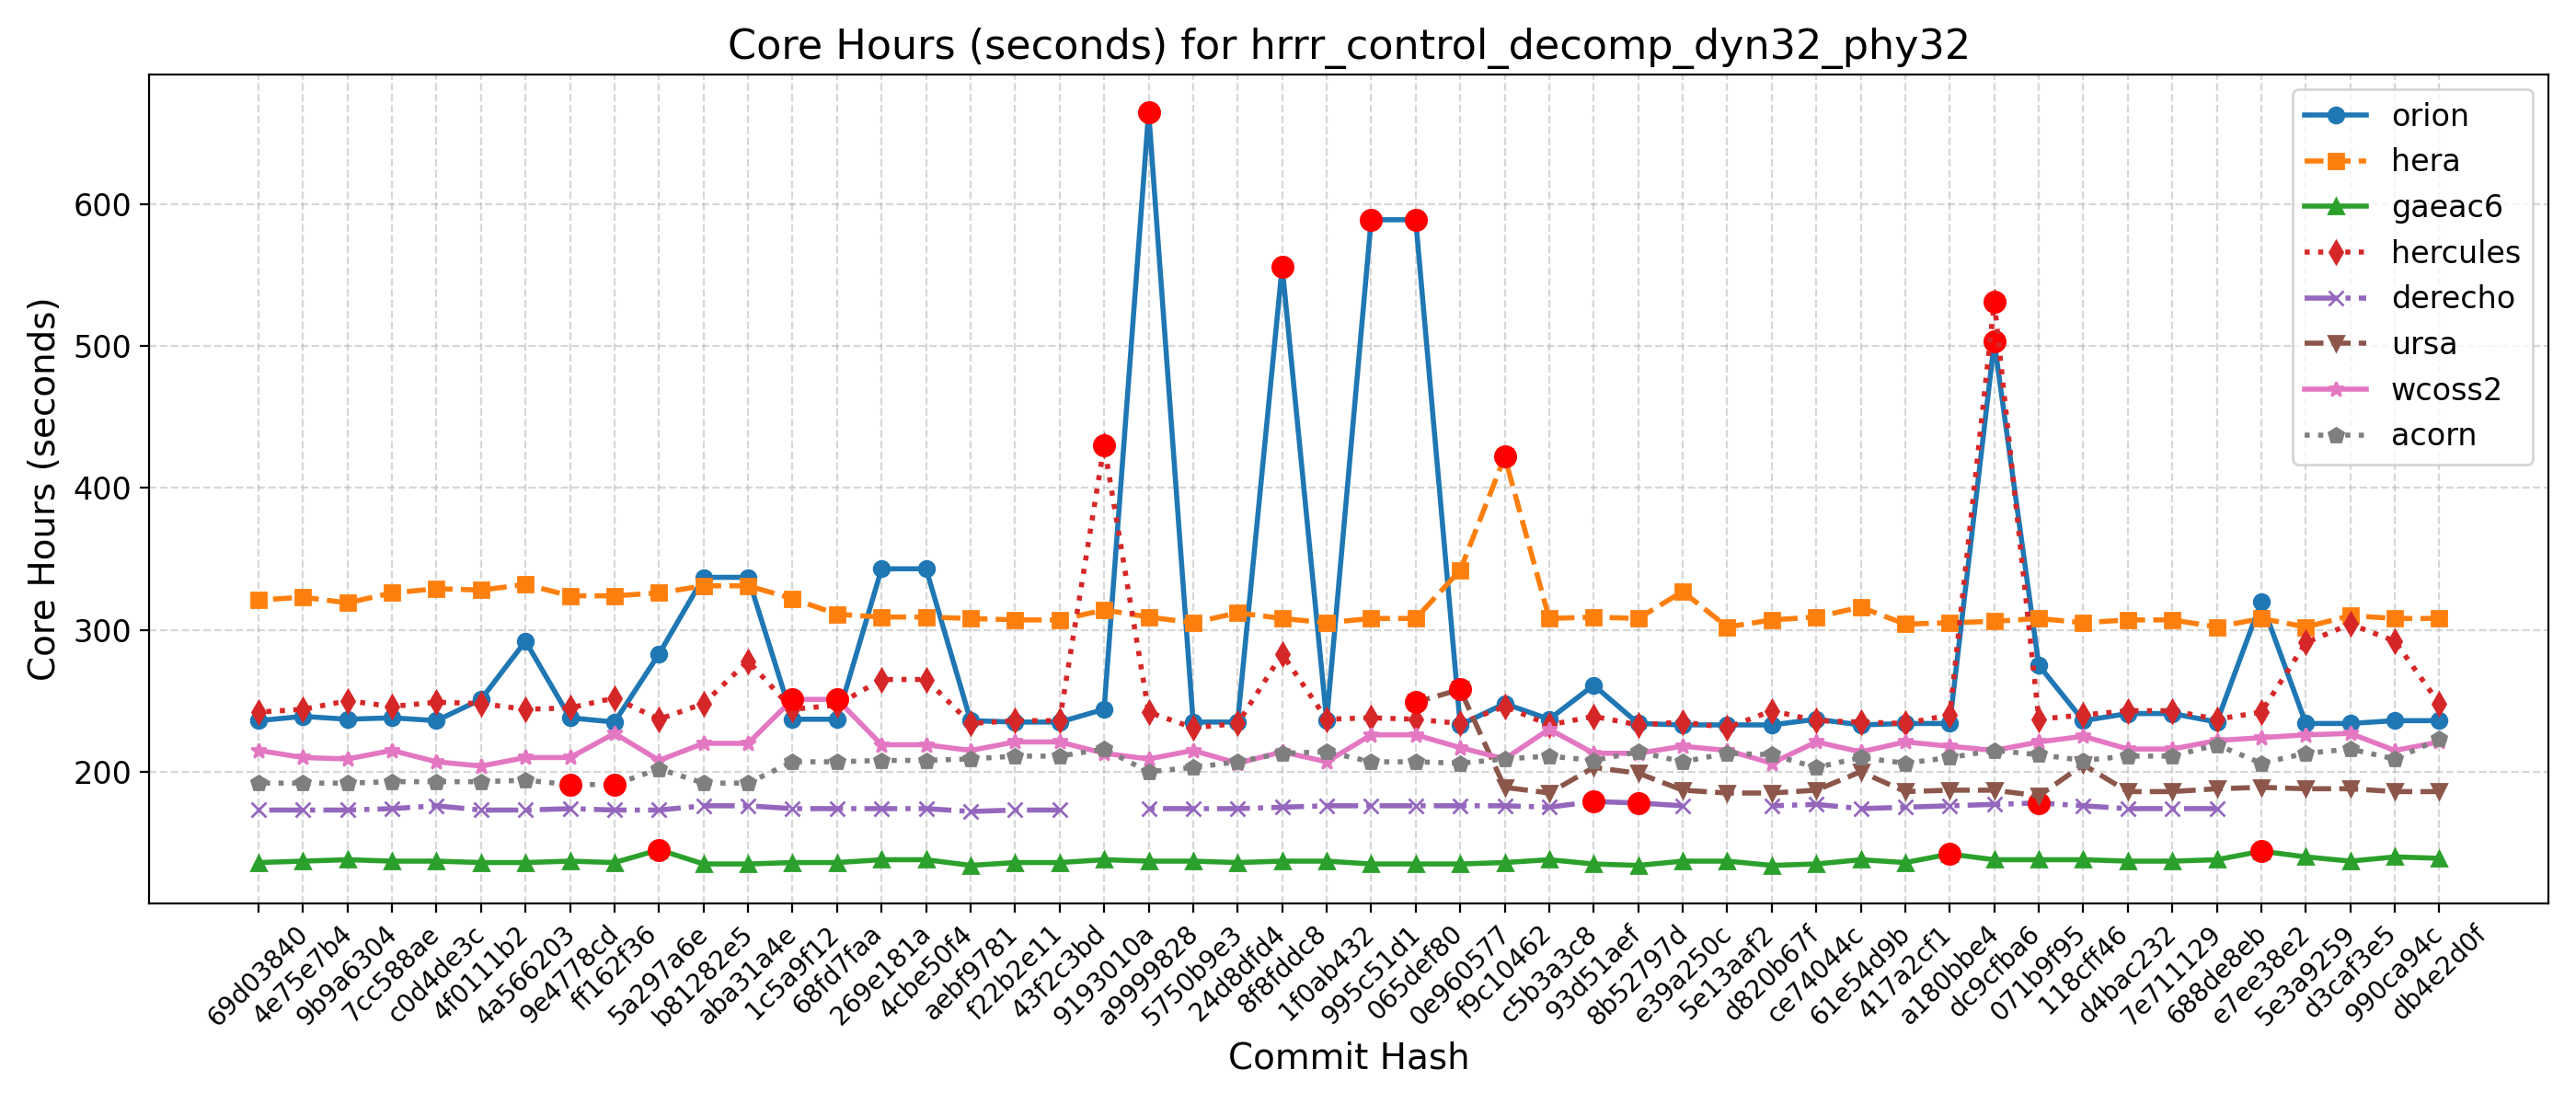 Core Hours (seconds) for hrrr_control_decomp_dyn32_phy32
Core Hours (seconds)
600
500
400
300
200
orion
hera
gaeac6
hercules
derecho
ursa
wcoss2
acorn
69d03840
4e75e7b4
9b9a6304
7cc588ae
c0d4de3c
4f0111b2
4a566203
9e4778cd
ff162f36
5a297a6e
b81282e5
aba31a4e
1c5a9f12
68fd7faa
269e181a
4cbe50f4
aebf9781
f22b2e11
43f2c3bd
9193010a
a9999828
5750b9e3
24d8dfd4
8f8fddc8
1f0ab432
995c51d1
065def80
0e960577
f9c10462
c5b3a3c8
93d51aef
8b52797d
e39a250c
5e13aaf2
d820b67f
ce74044c
61e54d9b
417a2cf1
a180bbe4
dc9cfba6
071b9f95
118cff46
d4bac232
7e711129
688de8eb
e7ee38e2
5e3a9259
d3caf3e5
990ca94c
db4e2d0f
Commit Hash